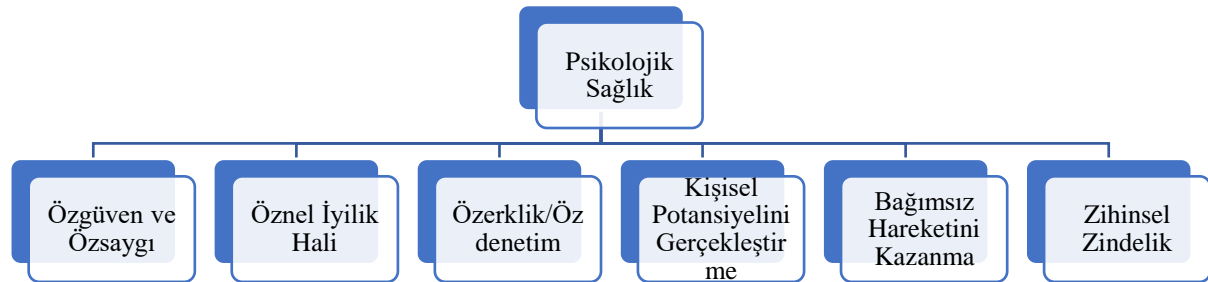 Psikolojik
Sağlık
Özgüven ve
Özsaygı
Öznel İyilik
Hali
Özerklik/Öz
denetim
Kişisel
Potansiyelini
Gerçekleştir
me
Bağımsız
Hareketini
Kazanma
Zihinsel
Zindelik